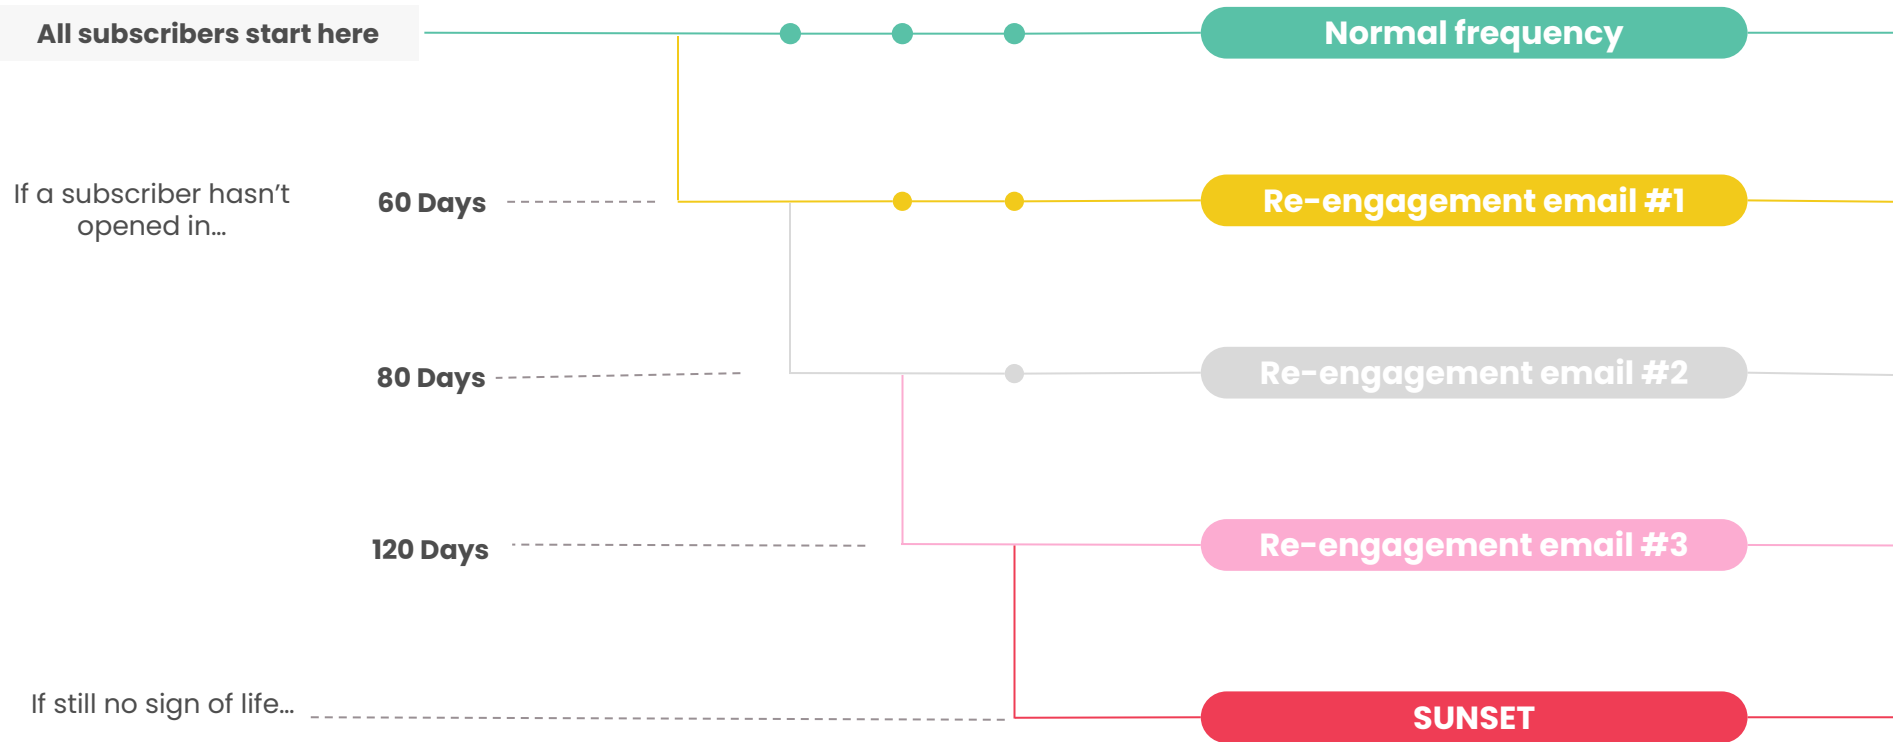 All subscribers start here
Normal frequency
If a subscriber hasn’t
opened in...
60 Days
Re-engagement email #1
80 Days
Re-engagement email #2
120 Days
Re-engagement email #3
If still no sign of life...
SUNSET